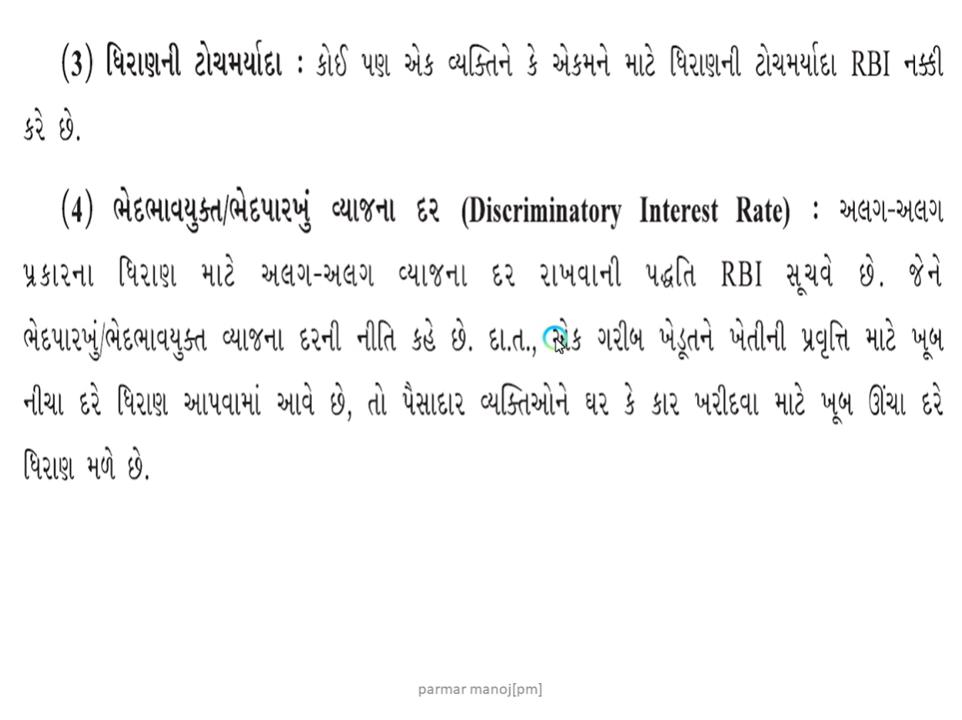 (3) ધિરાણની ટોચમર્યાદા : કોઈ પણ એક વ્યક્તિને કે એકમને માટે ધિરાણની ટોચમર્યાદા RBI નક્કી
કરે છે.
(4) ભેદભાવયુક્ત/ભેદપારખું વ્યાજના દર (Discriminatory Interest Rate) : અલગ-અલગ
પ્રકારના ધિરાણ માટે અલગ-અલગ વ્યાજના દર રાખવાની પદ્ધતિ RBI સૂચવે છે. જેને
ભેદપારખું/ભેદભાવયુક્ત વ્યાજના દરની નીતિ કહે છે. દા.ત., એક ગરીબ ખેડૂતને ખેતીની પ્રવૃત્તિ માટે ખૂબ
નીચા દરે ધિરાણ આપવામાં આવે છે, તો પૈસાદાર વ્યક્તિઓને ઘર કે કાર ખરીદવા માટે ખૂબ ઊંચા દરે
ધિરાણ મળે છે.
parmar manoj[pm]